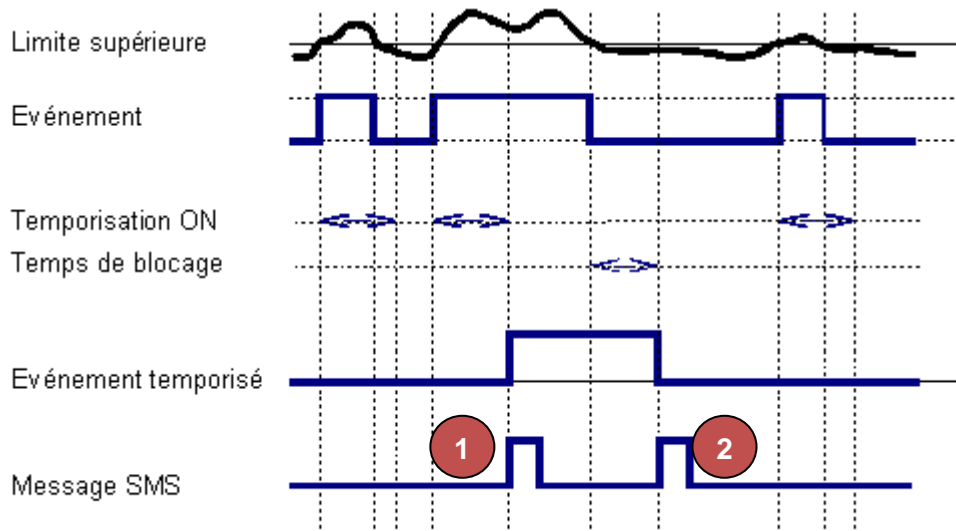 Limite supérieure
Evénement
Temporisation ON
Temps de blocage
Evénement temporisé
1
2
Message SMS